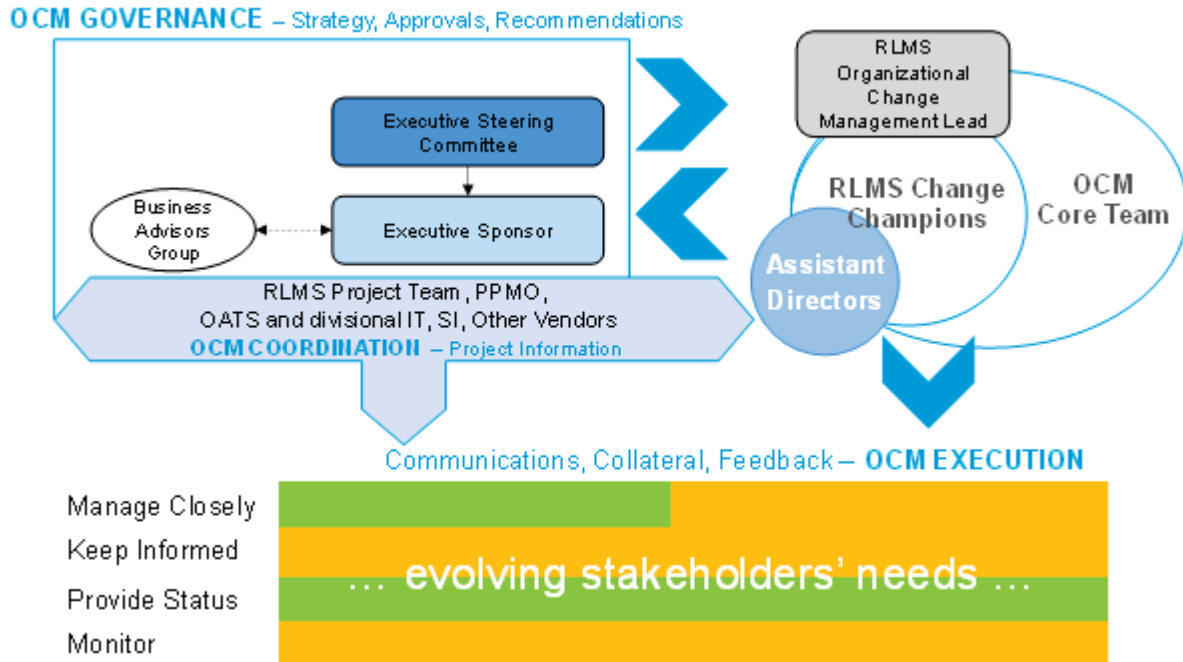 OCM GOVERNANCE – Strategy, Approvals, Recommendations
Executive Steering
Committee
Business
Advisors
Group
Executive Sponsor
RLMS Project Team, PPMO,
OATS and divisional IT, SI, Other Vendors
OCM COORDINATION – Project Information
RLMS
Organizational
Change
Management Lead
RLMS Change
Champions
OCM
Core Team
Assistant
Directors
Communications, Collateral, Feedback – OCM EXECUTION
Manage Closely
Keep Informed
... evolving stakeholders' needs ...
Provide Status
Monitor